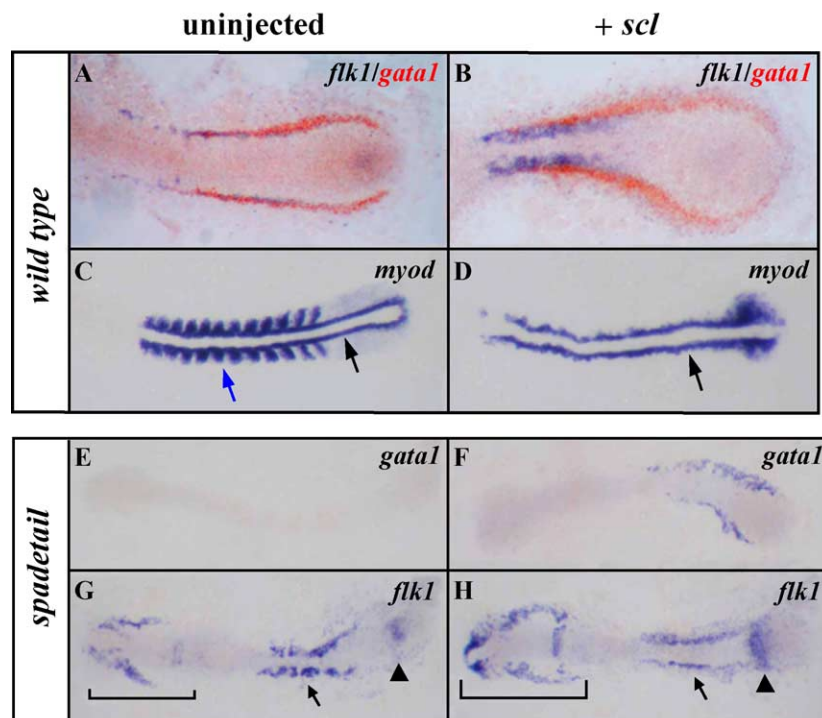 uninjected
+ scl
wild type
A
flk1/gata1
B
flk1/gata1
C
myod
D
myod
spadetail
E
gata1
F
gata1
G
flk1
H
flk1